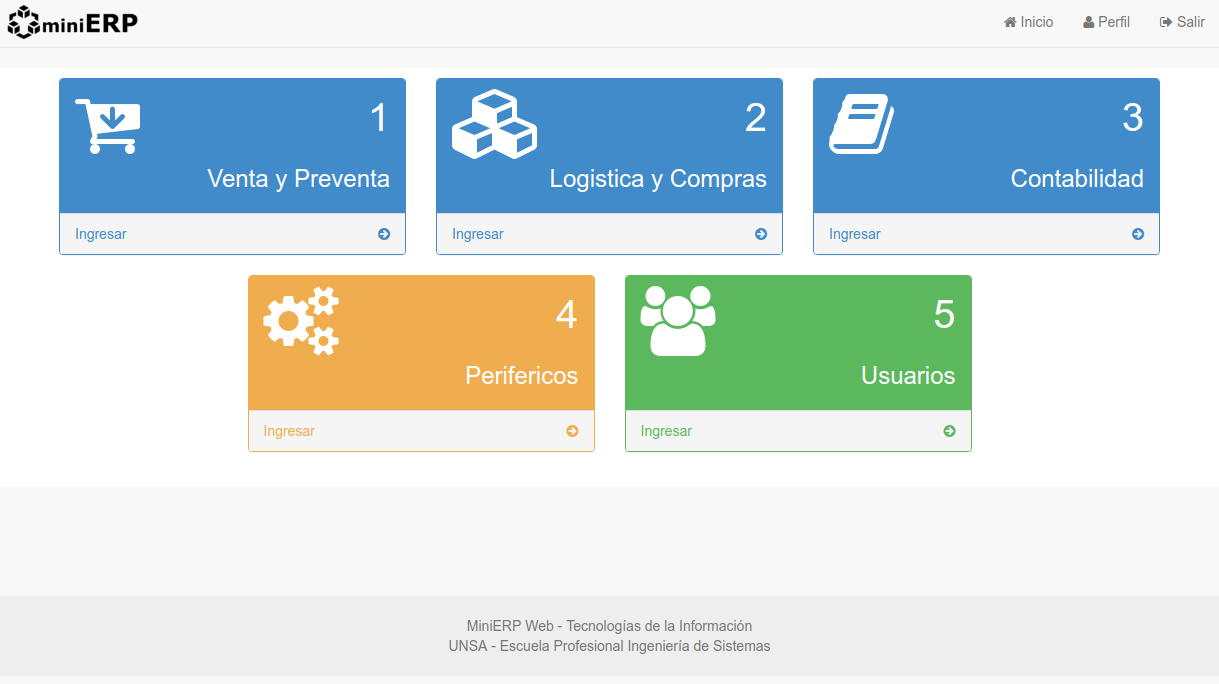 miniERP
Inicio Perfil Salir
1
Venta y Preventa
Ingresar
2
Logistica y Compras
Ingresar
3
Contabilidad
Ingresar
4
Perifericos
Ingresar
5
Usuarios
Ingresar
MiniERP Web - Tecnologías de la Información
UNSA - Escuela Profesional Ingeniería de Sistemas